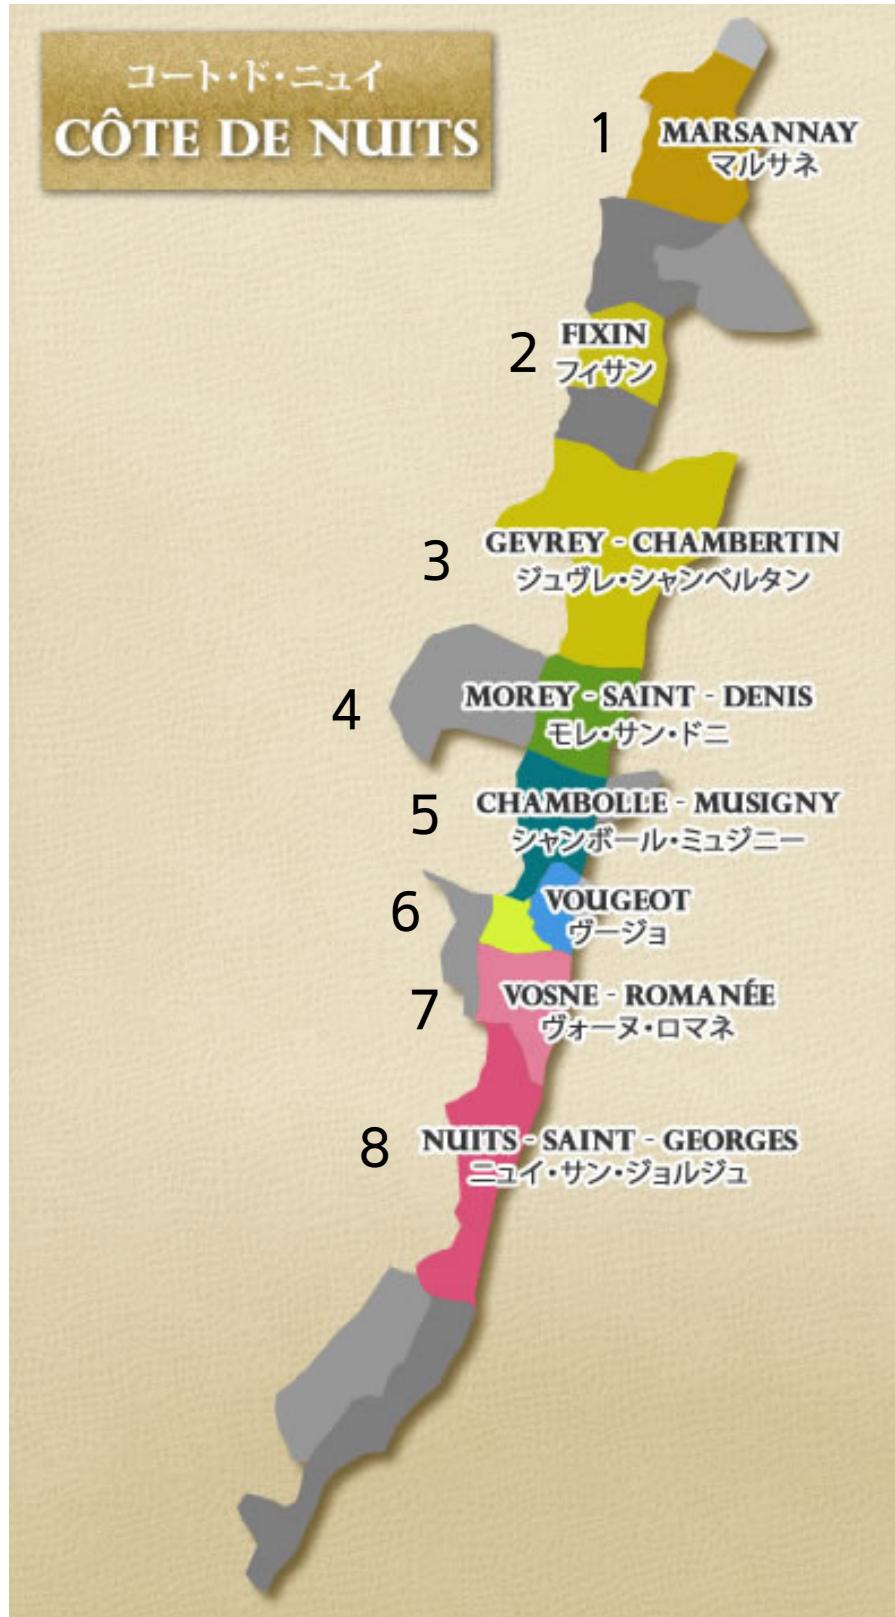 コート・ド・ニュイ
CÔTE DE NUITS
1
MARSANNAY
マルサネ
2
FIXIN
フィサン
3
GEVREY - CHAMBERTIN
ジュヴレ・シャンベルタン
4
MOREY - SAINT - DENIS
モレ・サン・ドニ
5
CHAMBOLLE - MUSIGNY
シャンボール・ミュジニー
6
VOUGEOT
ヴージョ
7
VOSNE - ROMANÉE
ヴォーヌ・ロマネ
8
NUITS - SAINT - GEORGES
ニュイ・サン・ジョルジュ